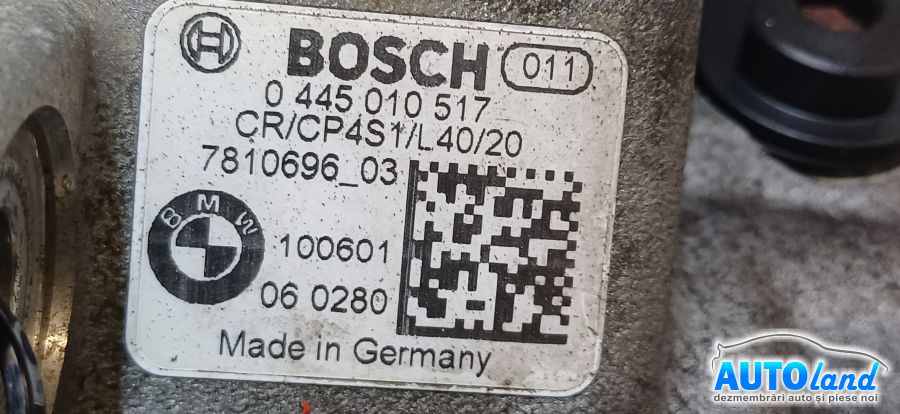 BOSCH 011
0 445 010 517
CR/CP4S1/L40/20
7810696_03
BMW
100601
06 0280
Made in Germany
AUTOland
dezmembrări auto și piese noi